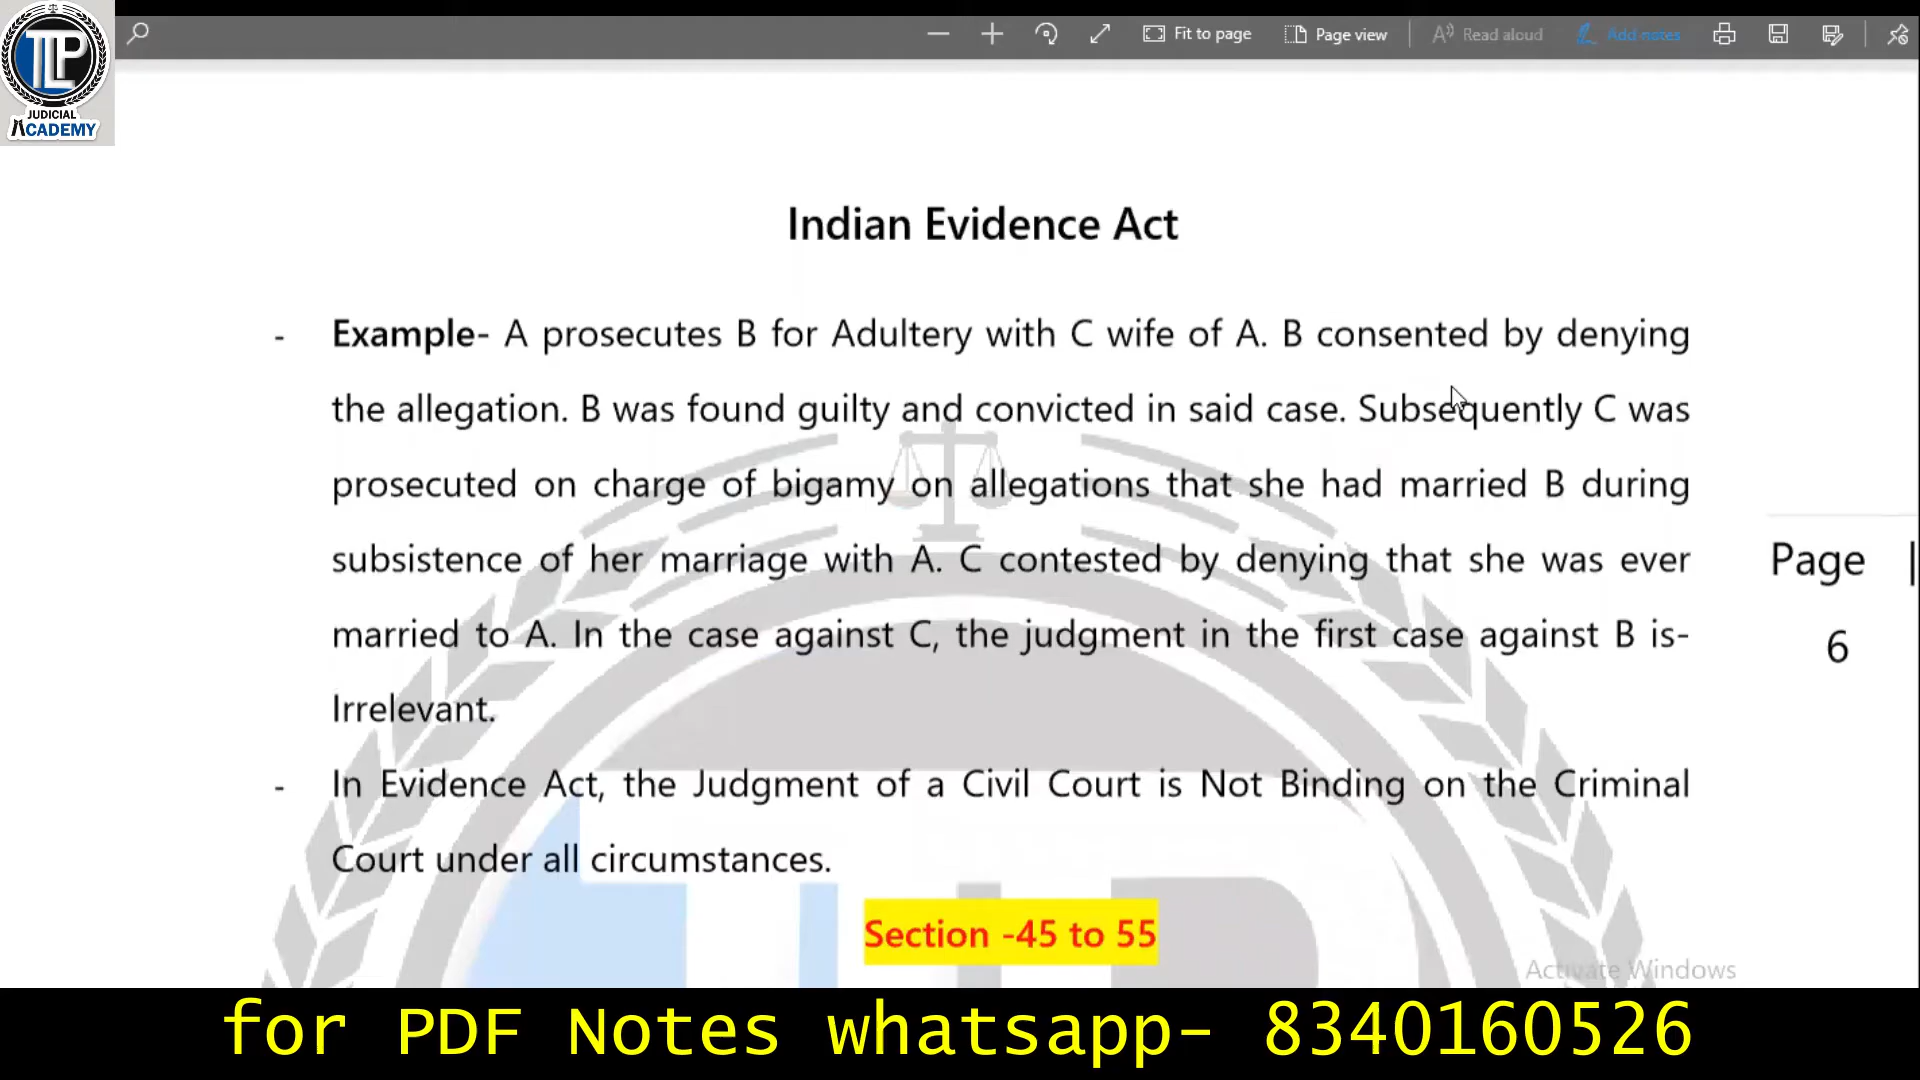 Fit to page
Page view
Read aloud
Add notes
TLP
JUDICIAL
ACADEMY
Indian Evidence Act
- Example- A prosecutes B for Adultery with C wife of A. B consented by denying
the allegation. B was found guilty and convicted in said case. Subsequently C was
prosecuted on charge of bigamy on allegations that she had married B during
subsistence of her marriage with A. C contested by denying that she was ever
married to A. In the case against C, the judgment in the first case against B is-
Irrelevant.
- In Evidence Act, the Judgment of a Civil Court is Not Binding on the Criminal
Court under all circumstances.
Section -45 to 55
Page |
6
Activate Windows
for PDF Notes whatsapp- 8340160526